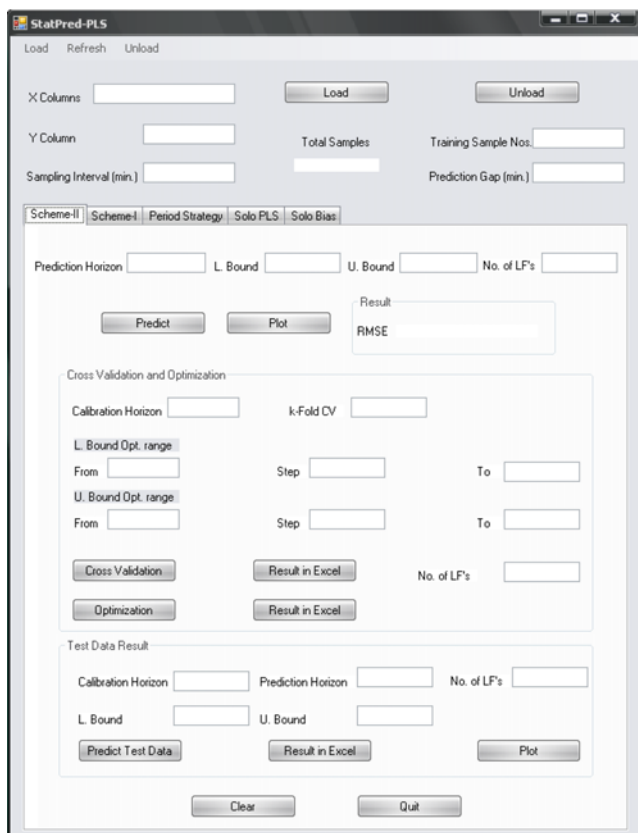 StatPred-PLS
Load Refresh Unload
X Columns Load Unload
Y Column Total Samples Training Sample Nos.
Sampling Interval (min.) Prediction Gap (min.)
Scheme-II Scheme-I Period Strategy Solo PLS Solo Bias
Prediction Horizon L. Bound U. Bound No. of LF's
Predict Plot Result
RMSE
Cross Validation and Optimization
Calibration Horizon k-Fold CV
L. Bound Opt. range
From Step To
U. Bound Opt. range
From Step To
Cross Validation Result in Excel No. of LF's
Optimization Result in Excel
Test Data Result
Calibration Horizon Prediction Horizon No. of LF's
L. Bound U. Bound
Predict Test Data Result in Excel Plot
Clear Quit